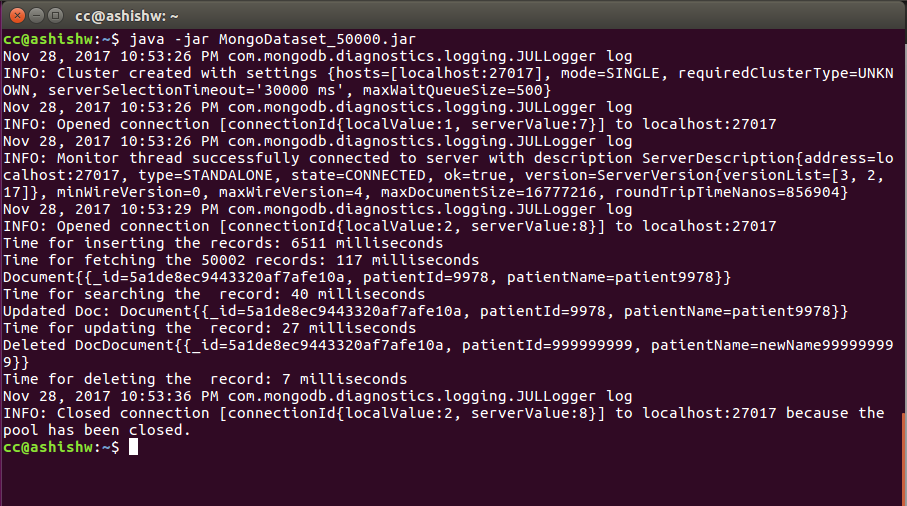 cc@ashishw: ~
cc@ashishw:~$ java -jar MongoDataset_50000.jar
Nov 28, 2017 10:53:26 PM com.mongodb.diagnostics.logging.JULLogger log
INFO: Cluster created with settings {hosts=[localhost:27017], mode=SINGLE, requiredClusterType=UNKN
OWN, serverSelectionTimeout='30000 ms', maxWaitQueueSize=500}
Nov 28, 2017 10:53:26 PM com.mongodb.diagnostics.logging.JULLogger log
INFO: Opened connection [connectionId{localValue:1, serverValue:7}] to localhost:27017
Nov 28, 2017 10:53:26 PM com.mongodb.diagnostics.logging.JULLogger log
INFO: Monitor thread successfully connected to server with description ServerDescription{address=lo
calhost:27017, type=STANDALONE, state=CONNECTED, ok=true, version=ServerVersion{versionList=[3, 2,
17]}, minWireVersion=0, maxWireVersion=4, maxDocumentSize=16777216, roundTripTimeNanos=856904}
Nov 28, 2017 10:53:29 PM com.mongodb.diagnostics.logging.JULLogger log
INFO: Opened connection [connectionId{localValue:2, serverValue:8}] to localhost:27017
Time for inserting the records: 6511 milliseconds
Time for fetching the 50002 records: 117 milliseconds
Document{{_id=5a1de8ec9443320af7afe10a, patientId=9978, patientName=patient9978}}
Time for searching the  record: 40 milliseconds
Updated Doc: Document{{_id=5a1de8ec9443320af7afe10a, patientId=9978, patientName=patient9978}}
Time for updating the  record: 27 milliseconds
Deleted DocDocument{{_id=5a1de8ec9443320af7afe10a, patientId=999999999, patientName=newName99999999
9}}
Time for deleting the  record: 7 milliseconds
Nov 28, 2017 10:53:36 PM com.mongodb.diagnostics.logging.JULLogger log
INFO: Closed connection [connectionId{localValue:2, serverValue:8}] to localhost:27017 because the
pool has been closed.
cc@ashishw:~$